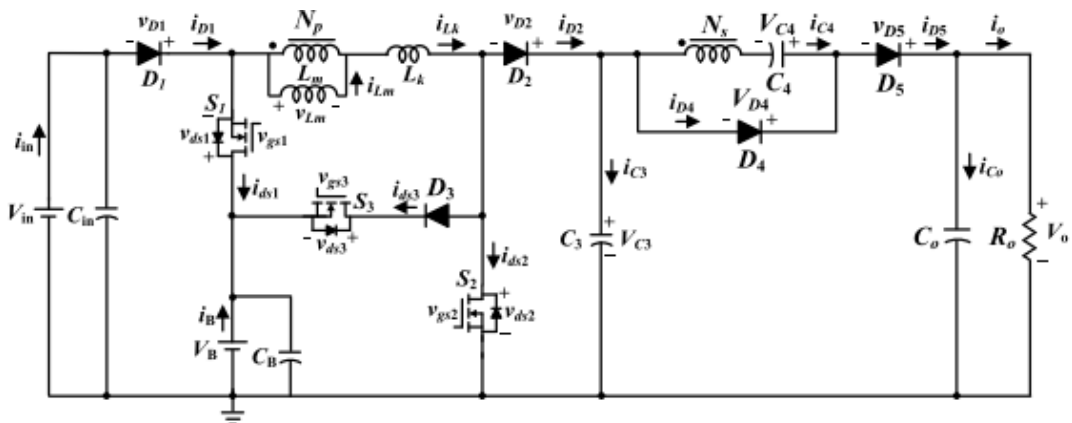 v_D1 i_D1 N_p i_Lk v_D2 i_D2 N_s V_C4 i_C4 v_D5 i_D5 i_o
- + - + - + - +
D_1 L_m i_Lm L_k D_2 C_4 D_5
+ v_Lm -
S_1 i_D4 V_D4
- - +
v_ds1 v_gs1 D_4
i_in +
v_gs3 i_ds3 D_3 i_C3 i_Co
i_ds1 S_3
V_in C_in - v_ds3 + C_3 + V_C3 - C_o R_o + V_o -
i_ds2
S_2
i_B v_gs2 + v_ds2 -
V_B C_B